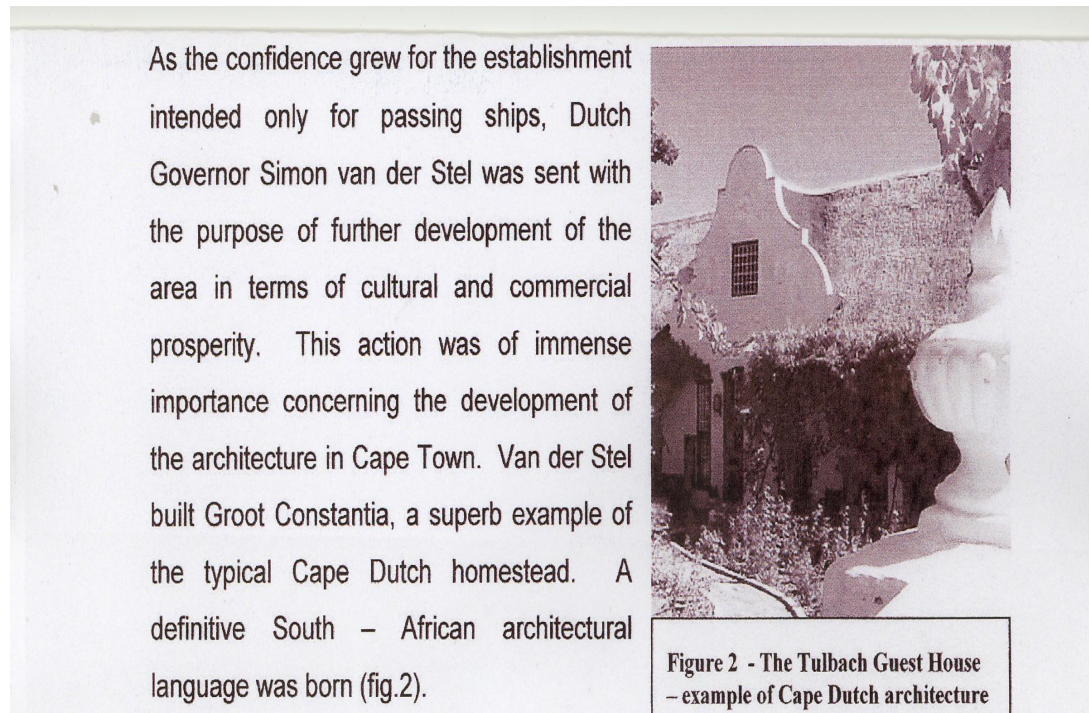 As the confidence grew for the establishment
intended only for passing ships, Dutch
Governor Simon van der Stel was sent with
the purpose of further development of the
area in terms of cultural and commercial
prosperity. This action was of immense
importance concerning the development of
the architecture in Cape Town. Van der Stel
built Groot Constantia, a superb example of
the typical Cape Dutch homestead. A
definitive South – African architectural
language was born (fig.2).
Figure 2 - The Tulbach Guest House
– example of Cape Dutch architecture